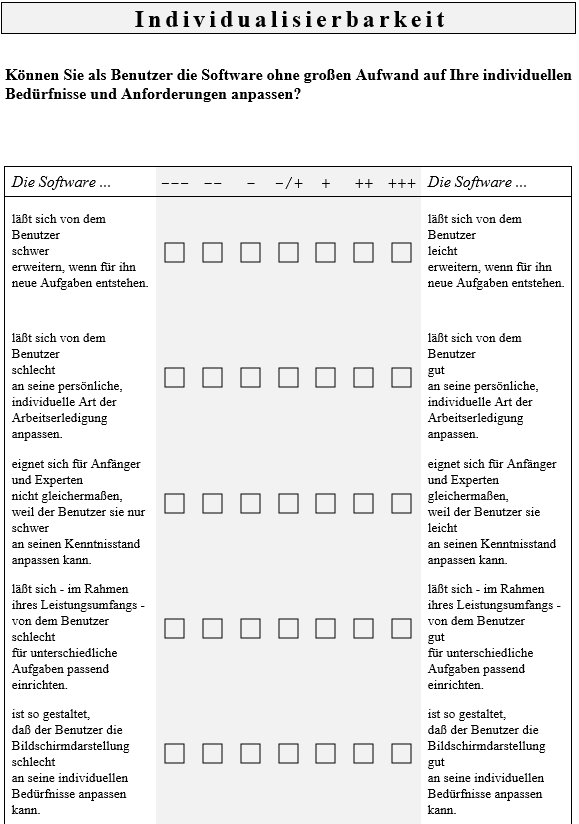 Individualisierbarkeit
Können Sie als Benutzer die Software ohne großen Aufwand auf Ihre individuellen
Bedürfnisse und Anforderungen anpassen?
Die Software ... --- -- - -/+ + ++ +++ Die Software ...
läßt sich von dem
Benutzer
schwer
erweitern, wenn für ihn
neue Aufgaben entstehen.
läßt sich von dem
Benutzer
leicht
erweitern, wenn für ihn
neue Aufgaben entstehen.
läßt sich von dem
Benutzer
schlecht
an seine persönliche,
individuelle Art der
Arbeitserledigung
anpassen.
läßt sich von dem
Benutzer
gut
an seine persönliche,
individuelle Art der
Arbeitserledigung
anpassen.
eignet sich für Anfänger
und Experten
nicht gleichermaßen,
weil der Benutzer sie nur
schwer
an seinen Kenntnisstand
anpassen kann.
eignet sich für Anfänger
und Experten
gleichermaßen,
weil der Benutzer sie
leicht
an seinen Kenntnisstand
anpassen kann.
läßt sich - im Rahmen
ihres Leistungsumfangs -
von dem Benutzer
schlecht
für unterschiedliche
Aufgaben passend
einrichten.
läßt sich - im Rahmen
ihres Leistungsumfangs -
von dem Benutzer
gut
für unterschiedliche
Aufgaben passend
einrichten.
ist so gestaltet,
daß der Benutzer die
Bildschirmdarstellung
schlecht
an seine individuellen
Bedürfnisse anpassen
kann.
ist so gestaltet,
daß der Benutzer die
Bildschirmdarstellung
gut
an seine individuellen
Bedürfnisse anpassen
kann.